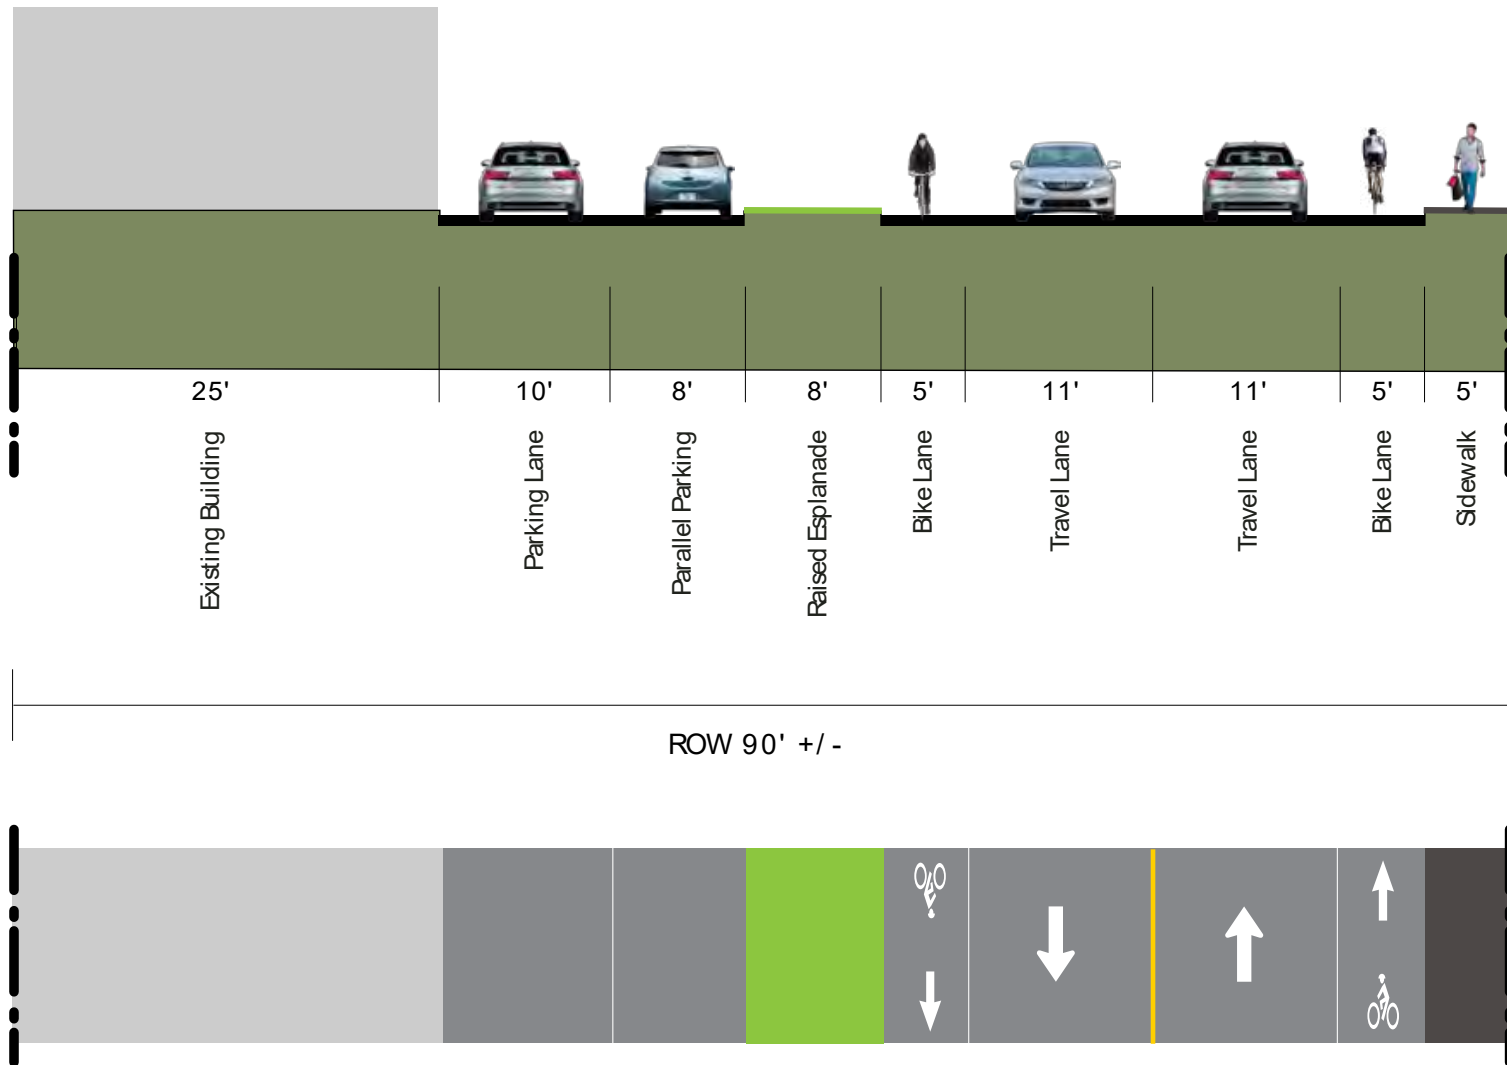 25' 10' 8' 8' 5' 11' 11' 5' 5'
Existing Building
Parking Lane
Parallel Parking
Raised Esplanade
Bike Lane
Travel Lane
Travel Lane
Bike Lane
Sidewalk
ROW 90' +/-